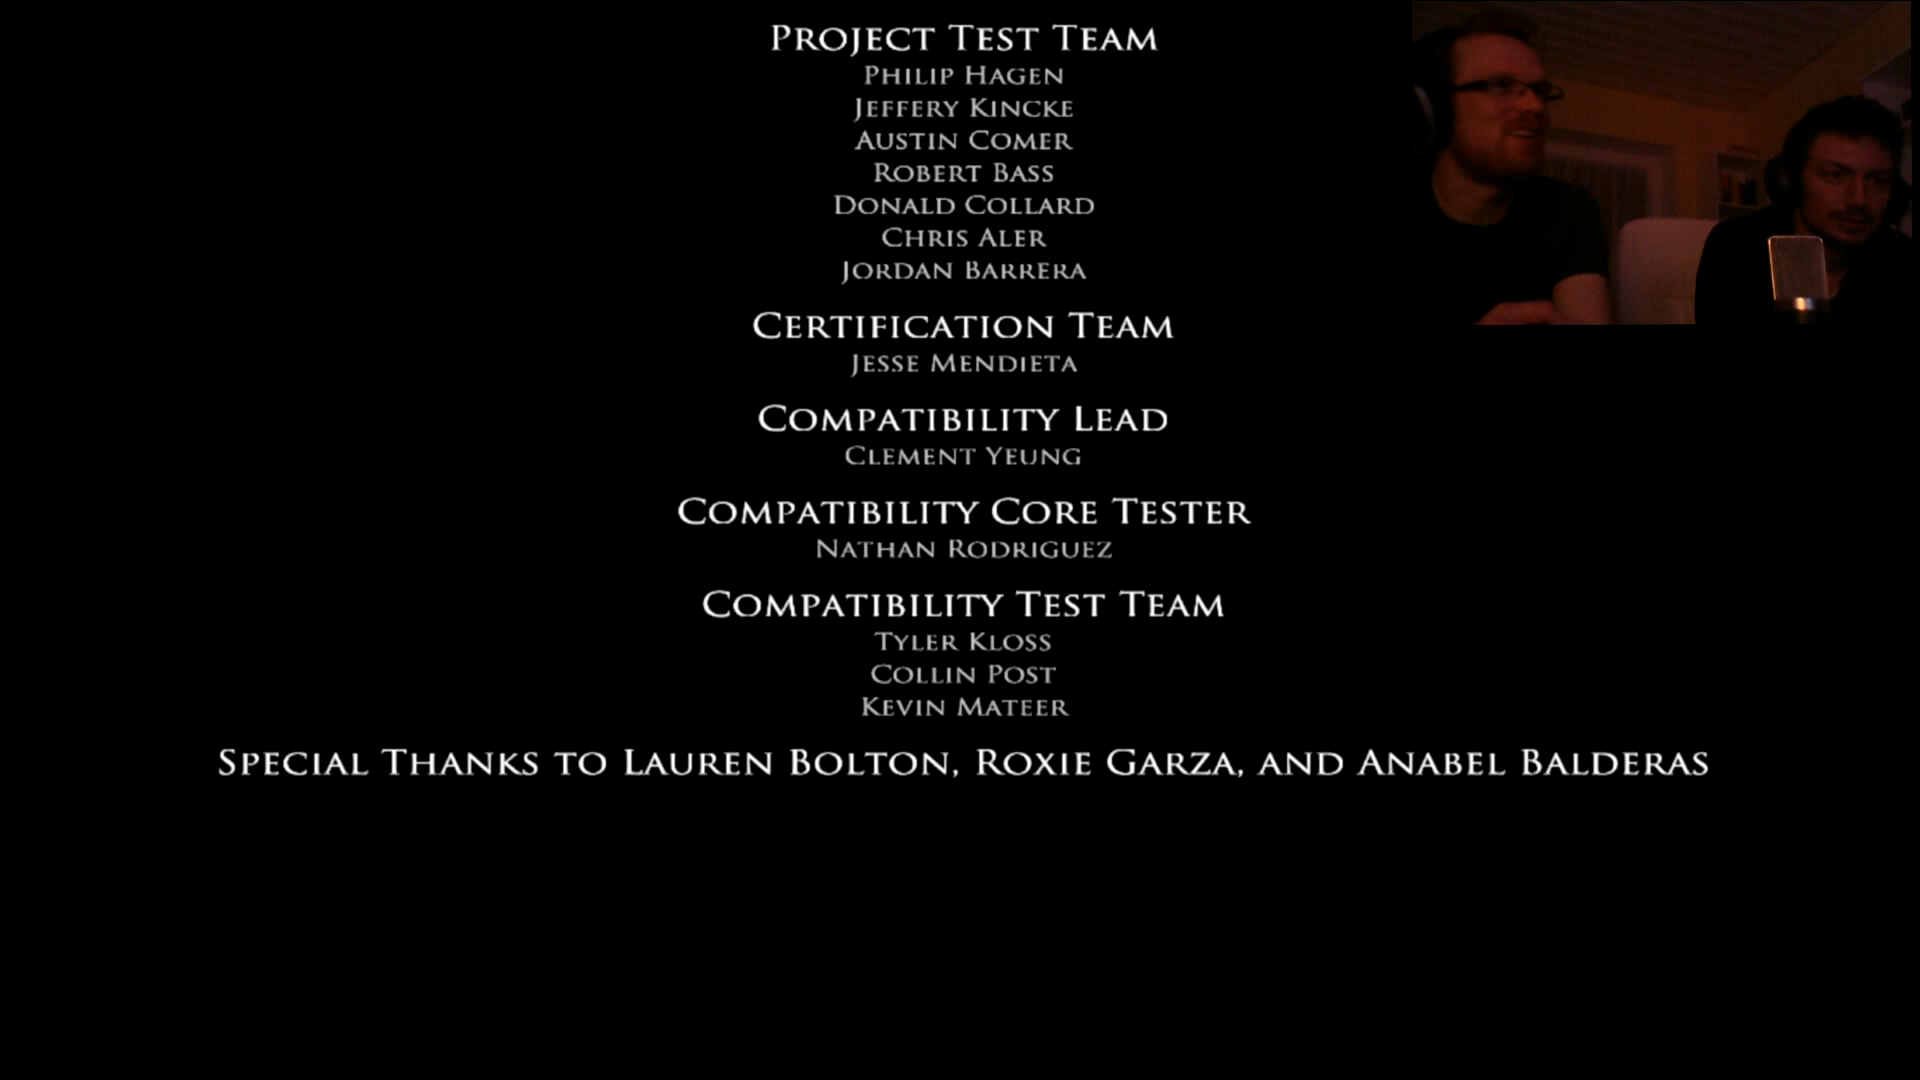 Project Test Team
Philip Hagen
Jeffery Kincke
Austin Comer
Robert Bass
Donald Collard
Chris Aler
Jordan Barrera
Certification Team
Jesse Mendieta
Compatibility Lead
Clement Yeung
Compatibility Core Tester
Nathan Rodriguez
Compatibility Test Team
Tyler Kloss
Collin Post
Kevin Mateer
Special Thanks to Lauren Bolton, Roxie Garza, and Anabel Balderas